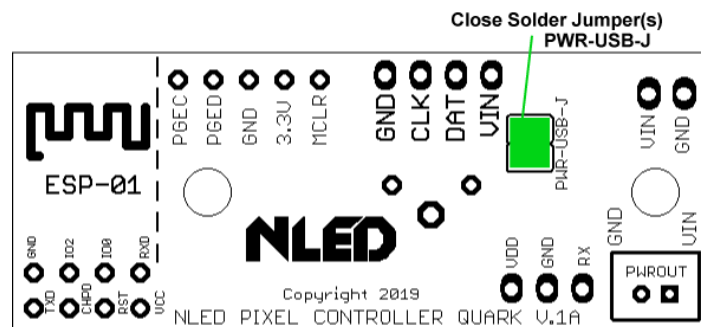 Close Solder Jumper(s)
PWR-USB-J
PGEC
PGED
GND
3.3V
MCLR
GND
CLK
DAT
VIN
PWR-USB-J
VIN
GND
ESP-01
GND
IO2
IO0
RXD
TXD
CHPD
RST
VCC
NLED
VDD
GND
RX
GND
VIN
PWROUT
Copyright 2019
NLED PIXEL CONTROLLER QUARK V.1A